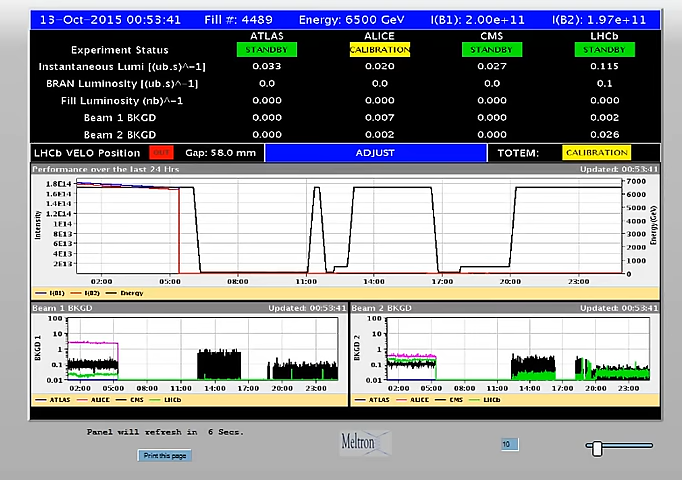 13-Oct-2015 00:53:41 Fill #: 4489 Energy: 6500 GeV I(B1): 2.00e+11 I(B2): 1.97e+11
ATLAS ALICE CMS LHCb
Experiment Status STANDBY CALIBRATION STANDBY STANDBY
Instantaneous Lumi [(ub.s)^-1] 0.033 0.020 0.027 0.115
BRAN Luminosity [(ub.s)^-1] 0.0 0.0 0.0 0.1
Fill Luminosity (nb)^-1 0.000 0.000 0.000 0.000
Beam 1 BKGD 0.000 0.007 0.000 0.002
Beam 2 BKGD 0.000 0.002 0.000 0.026
LHCb VELO Position OUT Gap: 58.0 mm ADJUST TOTEM: CALIBRATION
Performance over the last 24 Hrs Updated: 00:53:41
1.8E14 7000
1.6E14 6000
1.4E14 5000
1.2E14
1E14 4000
8E13 3000
6E13 2000
4E13 1000
2E13 0
Intensity
Energy(GeV)
02:00 05:00 08:00 11:00 14:00 17:00 20:00 23:00
I(B1) I(B2) Energy
Beam 1 BKGD Updated: 00:53:41 Beam 2 BKGD Updated: 00:53:41
100 100
10 10
1 1
0.1 0.1
0.01 0.01
BKGD 1 BKGD 2
02:00 05:00 08:00 11:00 14:00 17:00 20:00 23:00 02:00 05:00 08:00 11:00 14:00 17:00 20:00 23:00
ATLAS ALICE CMS LHCb ATLAS ALICE CMS LHCb
Panel will refresh in 6 Secs.
Meltron
10
Print this page